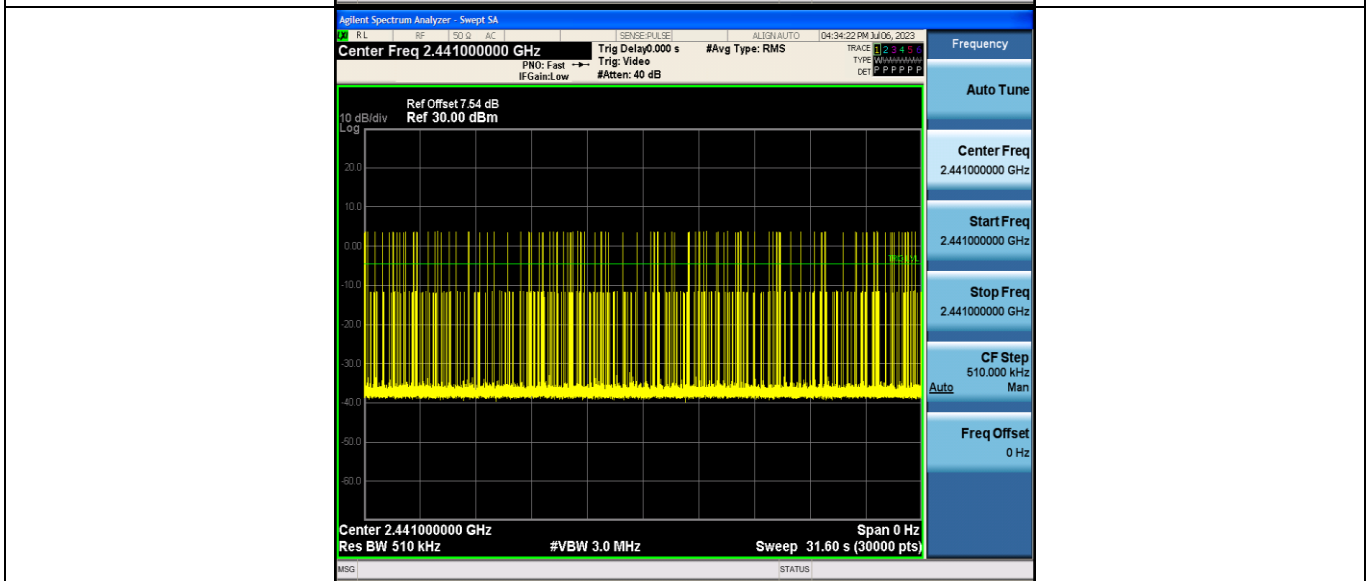 Agilent Spectrum Analyzer - Swept SA
RL RF 50 Ω AC SENSE:PULSE ALIGN AUTO 04:34:22 PM Jul 06, 2023
Center Freq 2.441000000 GHz
PNO: Fast
IFGain:Low
Trig Delay0.000 s
Trig: Video
#Atten: 40 dB
#Avg Type: RMS
TRACE 1 2 3 4 5 6
TYPE
DET P P P P P P
Ref Offset 7.54 dB
10 dB/div Ref 30.00 dBm
Log
20.0
10.0
0.00
-10.0
-20.0
-30.0
-40.0
-50.0
-60.0
Center 2.441000000 GHz Span 0 Hz
Res BW 510 kHz #VBW 3.0 MHz Sweep 31.60 s (30000 pts)
MSG STATUS
Frequency
Auto Tune
Center Freq
2.441000000 GHz
Start Freq
2.441000000 GHz
Stop Freq
2.441000000 GHz
CF Step
510.000 kHz
Auto Man
Freq Offset
0 Hz